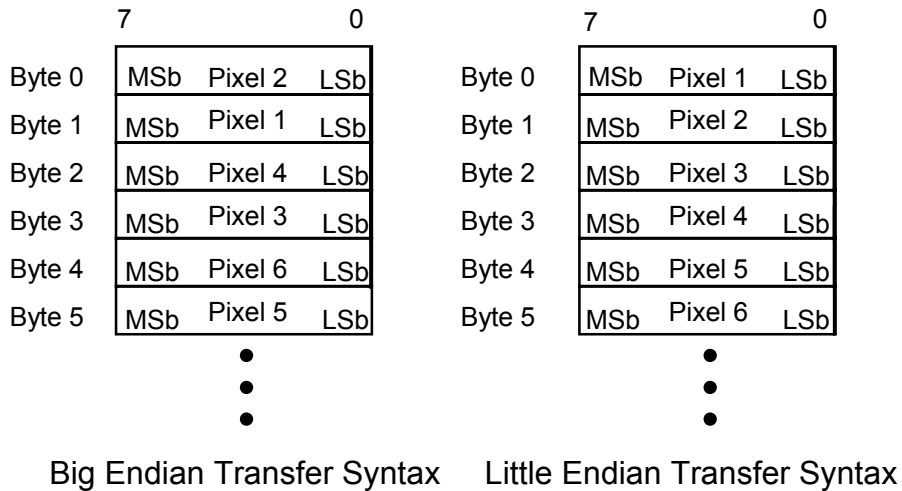 7 0 7 0
Byte 0 MSb Pixel 2 LSb Byte 0 MSb Pixel 1 LSb
Byte 1 MSb Pixel 1 LSb Byte 1 MSb Pixel 2 LSb
Byte 2 MSb Pixel 4 LSb Byte 2 MSb Pixel 3 LSb
Byte 3 MSb Pixel 3 LSb Byte 3 MSb Pixel 4 LSb
Byte 4 MSb Pixel 6 LSb Byte 4 MSb Pixel 5 LSb
Byte 5 MSb Pixel 5 LSb Byte 5 MSb Pixel 6 LSb
Big Endian Transfer Syntax Little Endian Transfer Syntax